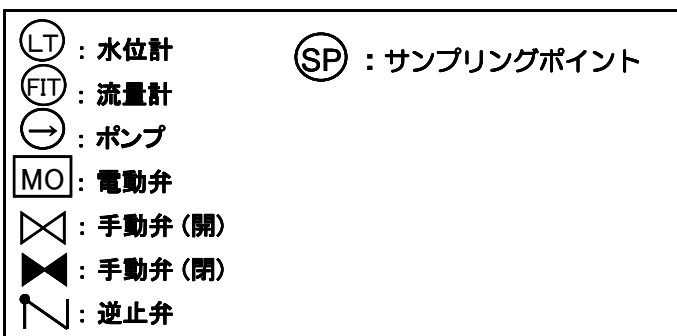 LT : 水位計
SP : サンプリングポイント
FIT : 流量計
→ : ポンプ
MO : 電動弁
: 手動弁 (開)
: 手動弁 (閉)
: 逆止弁